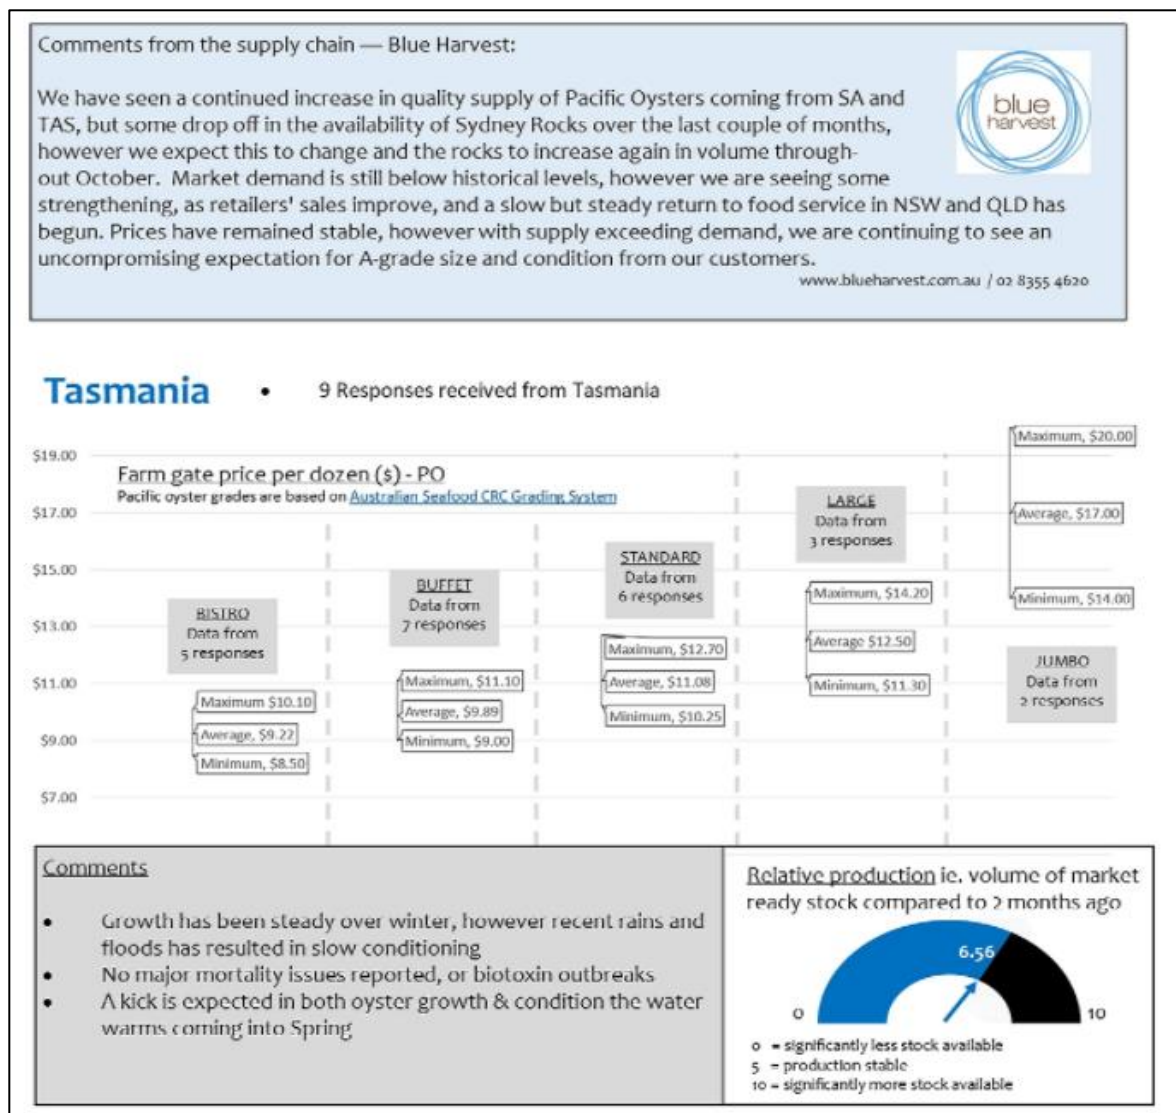 Comments from the supply chain — Blue Harvest:
We have seen a continued increase in quality supply of Pacific Oysters coming from SA and
TAS, but some drop off in the availability of Sydney Rocks over the last couple of months,
however we expect this to change and the rocks to increase again in volume through-
out October. Market demand is still below historical levels, however we are seeing some
strengthening, as retailers' sales improve, and a slow but steady return to food service in NSW and QLD has
begun. Prices have remained stable, however with supply exceeding demand, we are continuing to see an
uncompromising expectation for A-grade size and condition from our customers.
www.blueharvest.com.au / 02 8355 4620
blue
harvest
Tasmania
• 9 Responses received from Tasmania
Farm gate price per dozen ($) - PO
Pacific oyster grades are based on Australian Seafood CRC Grading System
$19.00
$17.00
$15.00
$13.00
$11.00
$9.00
$7.00
BISTRO
Data from
5 responses
Maximum $10.10
Average, $9.22
Minimum, $8.50
BUFFET
Data from
7 responses
Maximum, $11.10
Average, $9.89
Minimum, $9.00
STANDARD
Data from
6 responses
Maximum, $12.70
Average, $11.08
Minimum, $10.25
LARGE
Data from
3 responses
Maximum, $14.20
Average $12.50
Minimum, $11.30
Maximum, $20.00
Average, $17.00
Minimum, $14.00
JUMBO
Data from
2 responses
Comments
• Growth has been steady over winter, however recent rains and
floods has resulted in slow conditioning
• No major mortality issues reported, or biotoxin outbreaks
• A kick is expected in both oyster growth & condition the water
warms coming into Spring
Relative production ie. volume of market
ready stock compared to 2 months ago
6.56
0
10
0 = significantly less stock available
5 = production stable
10 = significantly more stock available